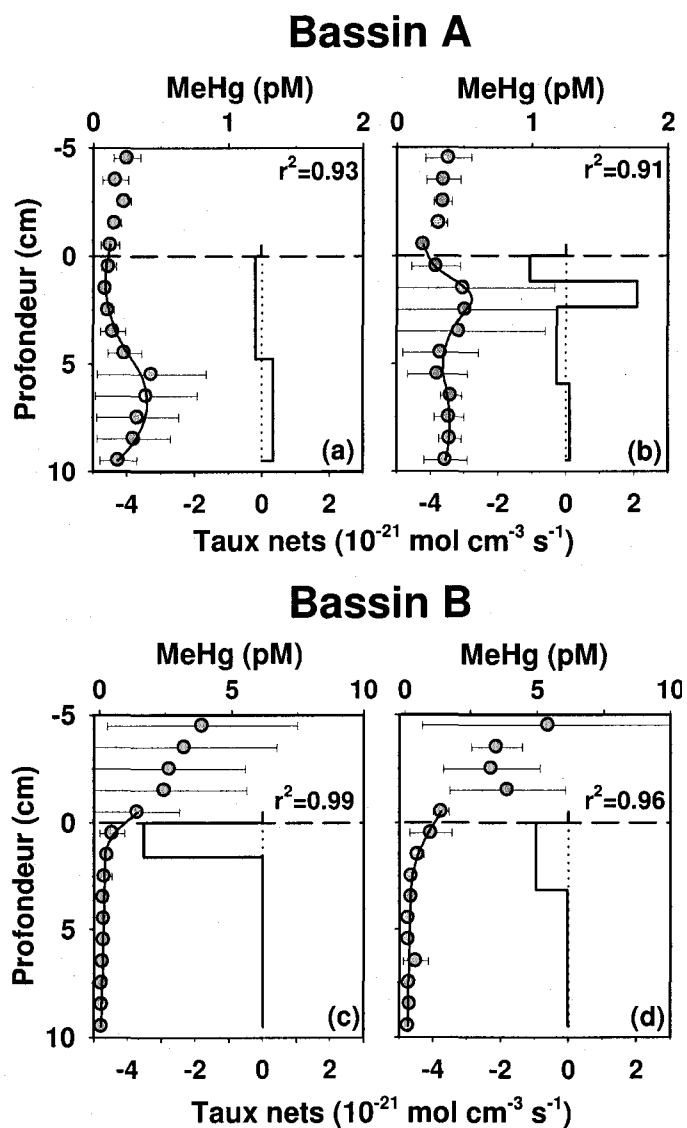 Bassin A
MeHg (pM) MeHg (pM)
0 1 2 0 1 2
-5
r²=0.93 r²=0.91
0
5
10
(a) (b)
Profondeur (cm)
-4 -2 0 2 -4 -2 0 2
Taux nets (10⁻²¹ mol cm⁻³ s⁻¹)
Bassin B
MeHg (pM) MeHg (pM)
0 5 10 0 5 10
-5
r²=0.99 r²=0.96
0
5
10
(c) (d)
Profondeur (cm)
-4 -2 0 2 -4 -2 0 2
Taux nets (10⁻²¹ mol cm⁻³ s⁻¹)